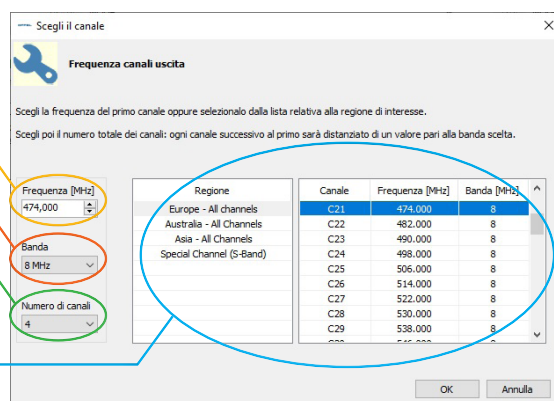 Scegli il canale
Frequenza canali uscita
Scegli la frequenza del primo canale oppure selezionalo dalla lista relativa alla regione di interesse.
Scegli poi il numero totale dei canali: ogni canale successivo al primo sarà distanziato di un valore pari alla banda scelta.
Frequenza [MHz]
474,000
Banda
8 MHz
Numero di canali
4
Regione
Europe - All channels
Australia - All Channels
Asia - All Channels
Special Channel (S-Band)
Canale Frequenza [MHz] Banda [MHz]
C21 474.000 8
C22 482.000 8
C23 490.000 8
C24 498.000 8
C25 506.000 8
C26 514.000 8
C27 522.000 8
C28 530.000 8
C29 538.000 8
OK Annulla